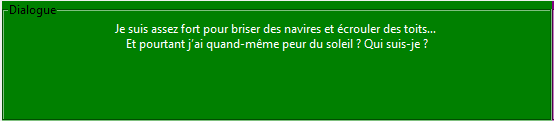 Dialogue
Je suis assez fort pour briser des navires et écrouler des toits...
Et pourtant j'ai quand-même peur du soleil ? Qui suis-je ?